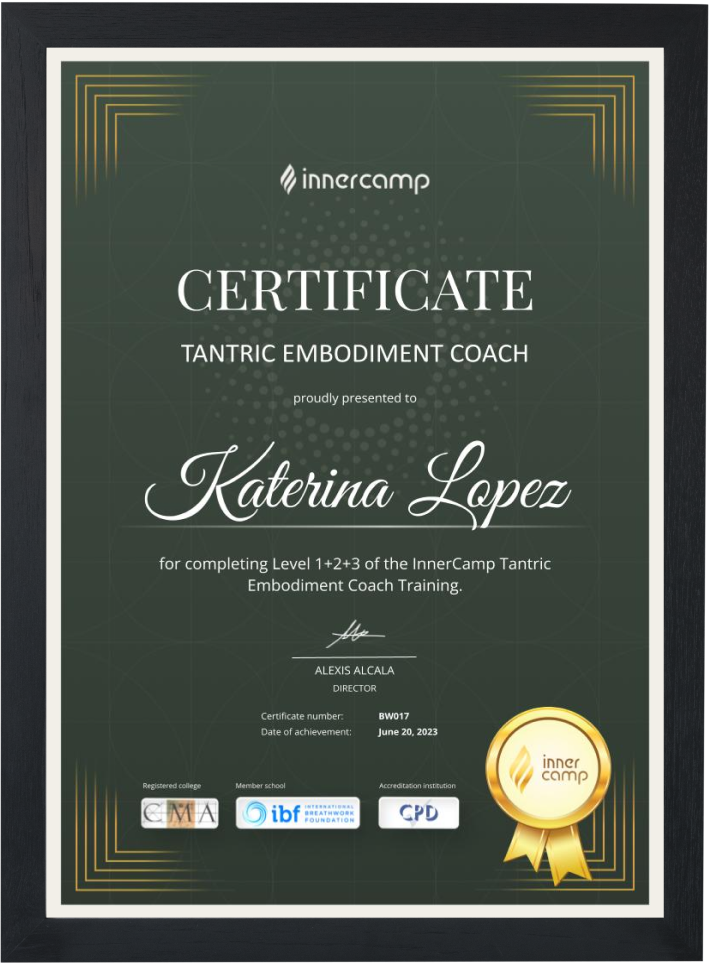 innercamp
CERTIFICATE
TANTRIC EMBODIMENT COACH
proudly presented to
Katerina Lopez
for completing Level 1+2+3 of the InnerCamp Tantric
Embodiment Coach Training.
ALEXIS ALCALA
DIRECTOR
Certificate number: BW017
Date of achievement: June 20, 2023
inner
camp
Registered college
Member school
Accreditation institution
CMA
ibf INTERNATIONAL
BREATHWORK
FOUNDATION
CPD